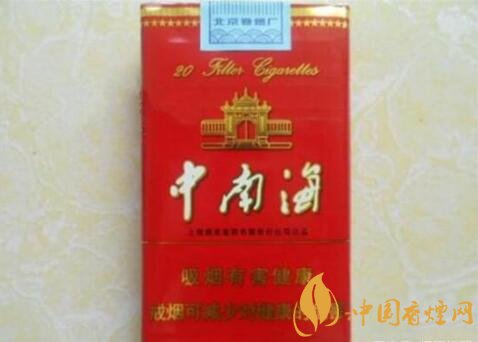 北京卷烟厂
20 Filter Cigarettes
中南海
吸烟有害健康
戒烟可减少对健康的
中国香烟网